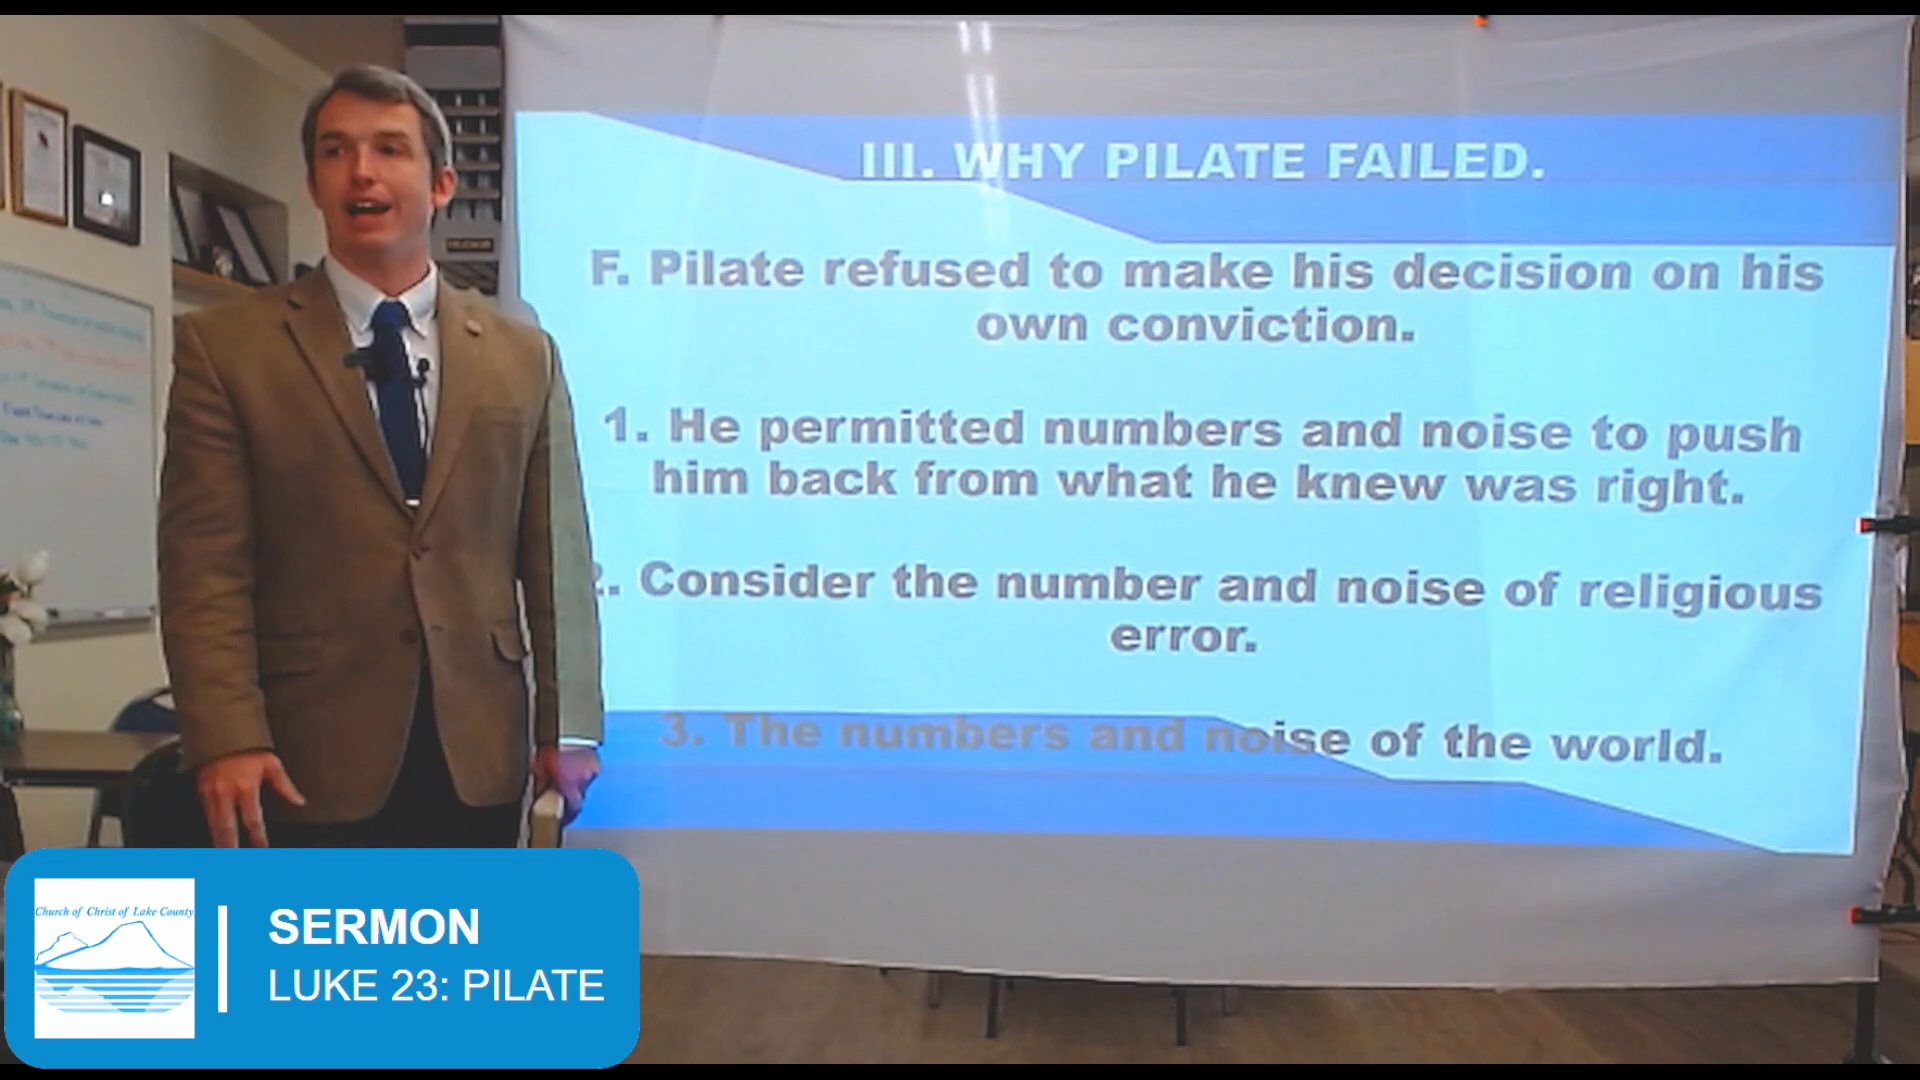 III. WHY PILATE FAILED.
F. Pilate refused to make his decision on his
own conviction.
1. He permitted numbers and noise to push
him back from what he knew was right.
2. Consider the number and noise of religious
error.
3. The numbers and noise of the world.
Church of Christ of Lake County
SERMON
LUKE 23: PILATE